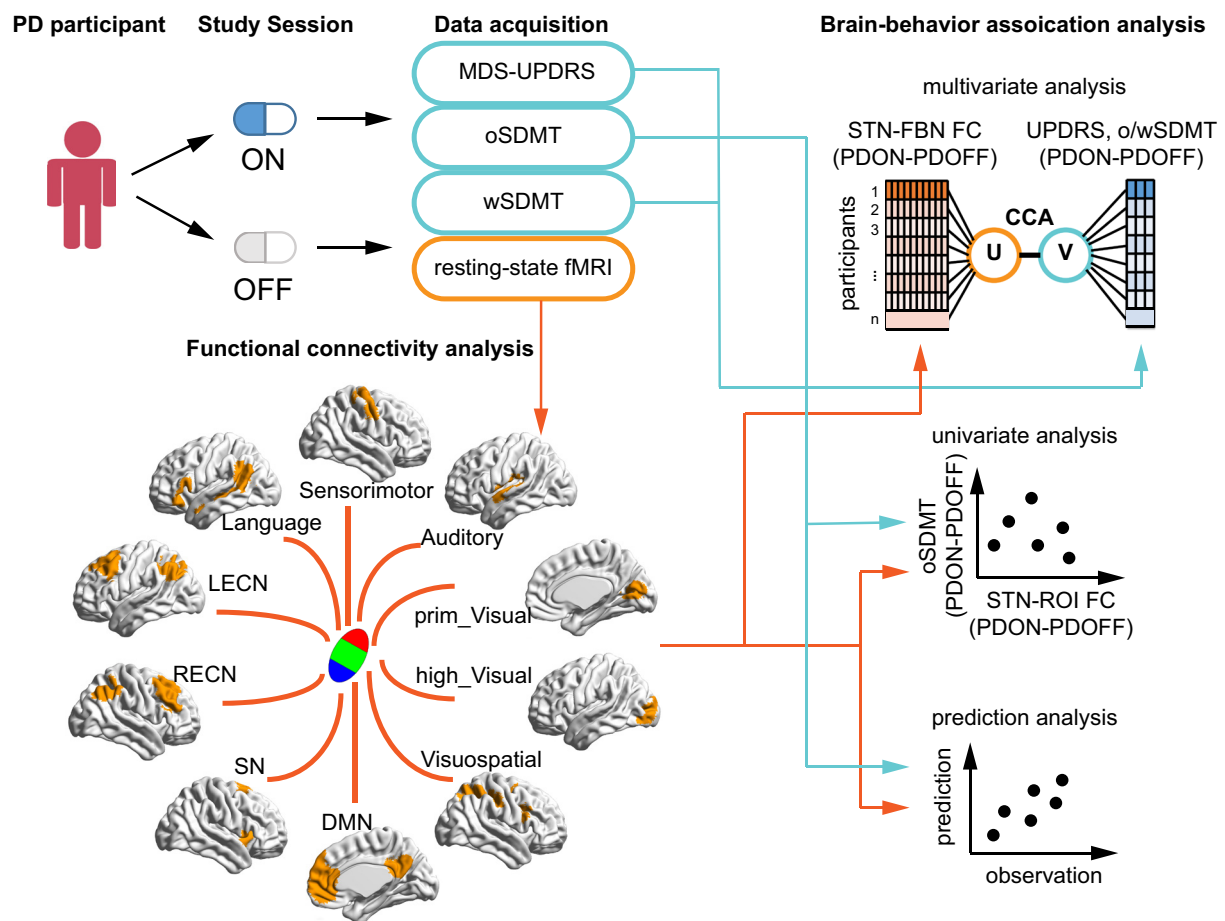 PD participant
Study Session
Data acquisition
Brain-behavior assoication analysis
ON
OFF
MDS-UPDRS
oSDMT
wSDMT
resting-state fMRI
multivariate analysis
STN-FBN FC
(PDON-PDOFF)
UPDRS, o/wSDMT
(PDON-PDOFF)
participants
1
2
3
...
n
CCA
U
V
Functional connectivity analysis
Sensorimotor
Language
Auditory
LECN
prim_Visual
RECN
high_Visual
SN
Visuospatial
DMN
univariate analysis
oSDMT
(PDON-PDOFF)
STN-ROI FC
(PDON-PDOFF)
prediction analysis
prediction
observation